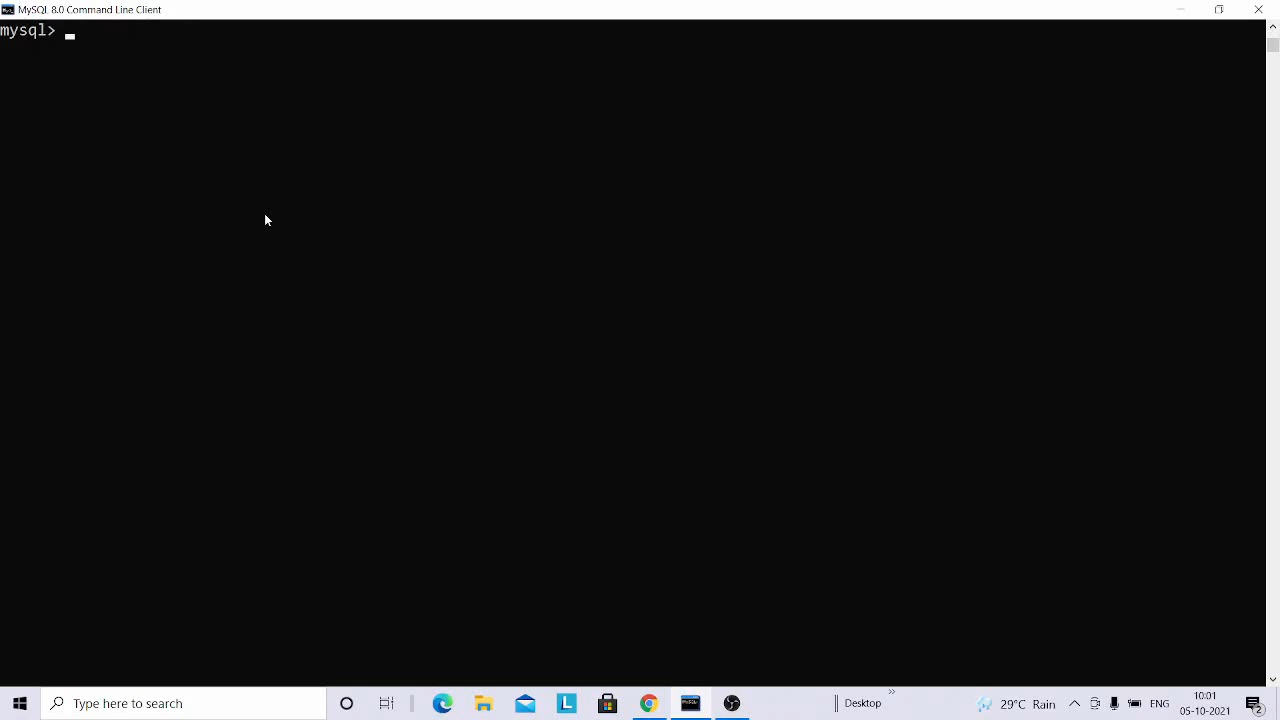 MySQL 8.0 Command Line Client
mysql>
Type here to search
L
Desktop
29°C Rain
ENG
10:01
05-10-2021
2